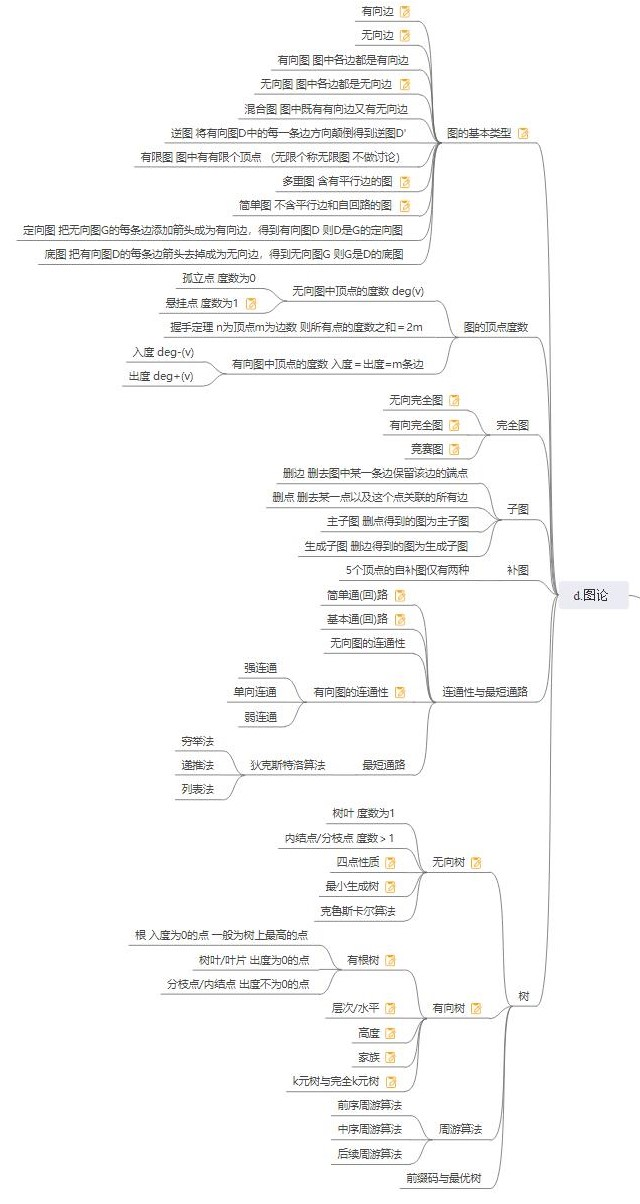 有向边
无向边
有向图 图中各边都是有向边
无向图 图中各边都是无向边
混合图 图中既有有向边又有无向边
逆图 将有向图D中的每一条边方向颠倒得到逆图D'
有限图 图中有有限个顶点 （无限个称无限图 不做讨论）
多重图 含有平行边的图
简单图 不含平行边和自回路的图
定向图 把无向图G的每条边添加箭头成为有向边，得到有向图D 则D是G的定向图
底图 把有向图D的每条边箭头去掉成为无向边，得到无向图G 则G是D的底图
图的基本类型
孤立点 度数为0
悬挂点 度数为1
无向图中顶点的度数 deg(v)
握手定理 n为顶点m为边数 则所有点的度数之和＝2m
入度 deg-(v)
出度 deg+(v)
有向图中顶点的度数 入度＝出度=m条边
图的顶点度数
无向完全图
有向完全图
竞赛图
完全图
删边 删去图中某一条边保留该边的端点
删点 删去某一点以及这个点关联的所有边
主子图 删点得到的图为主子图
生成子图 删边得到的图为生成子图
子图
5个顶点的自补图仅有两种
补图
d.图论
简单通(回)路
基本通(回)路
无向图的连通性
强连通
单向连通
弱连通
有向图的连通性
连通性与最短通路
穷举法
递推法
列表法
狄克斯特洛算法
最短通路
树叶 度数为1
内结点/分枝点 度数＞1
四点性质
最小生成树
克鲁斯卡尔算法
无向树
根 入度为0的点 一般为树上最高的点
树叶/叶片 出度为0的点
分枝点/内结点 出度不为0的点
有根树
层次/水平
高度
家族
k元树与完全k元树
有向树
树
前序周游算法
中序周游算法
后续周游算法
周游算法
前缀码与最优树